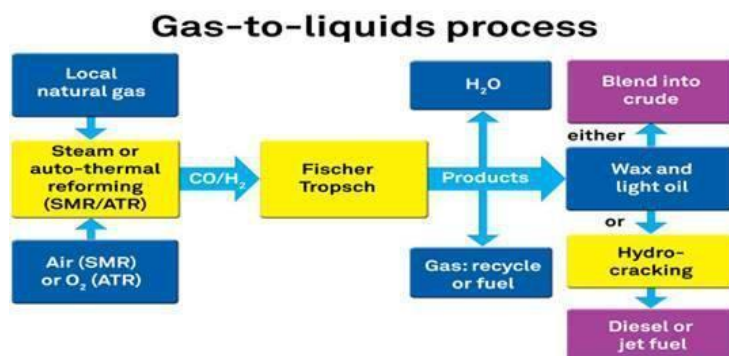 Gas-to-liquids process
Local
natural gas
Steam or
auto-thermal
reforming
(SMR/ATR)
Air (SMR)
or O₂ (ATR)
CO/H₂
Fischer
Tropsch
Products
H₂O
Gas: recycle
or fuel
Blend into
crude
either
Wax and
light oil
or
Hydro-
cracking
Diesel or
jet fuel